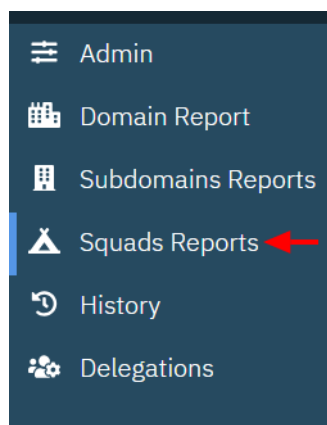 Admin
Domain Report
Subdomains Reports
Squads Reports
History
Delegations